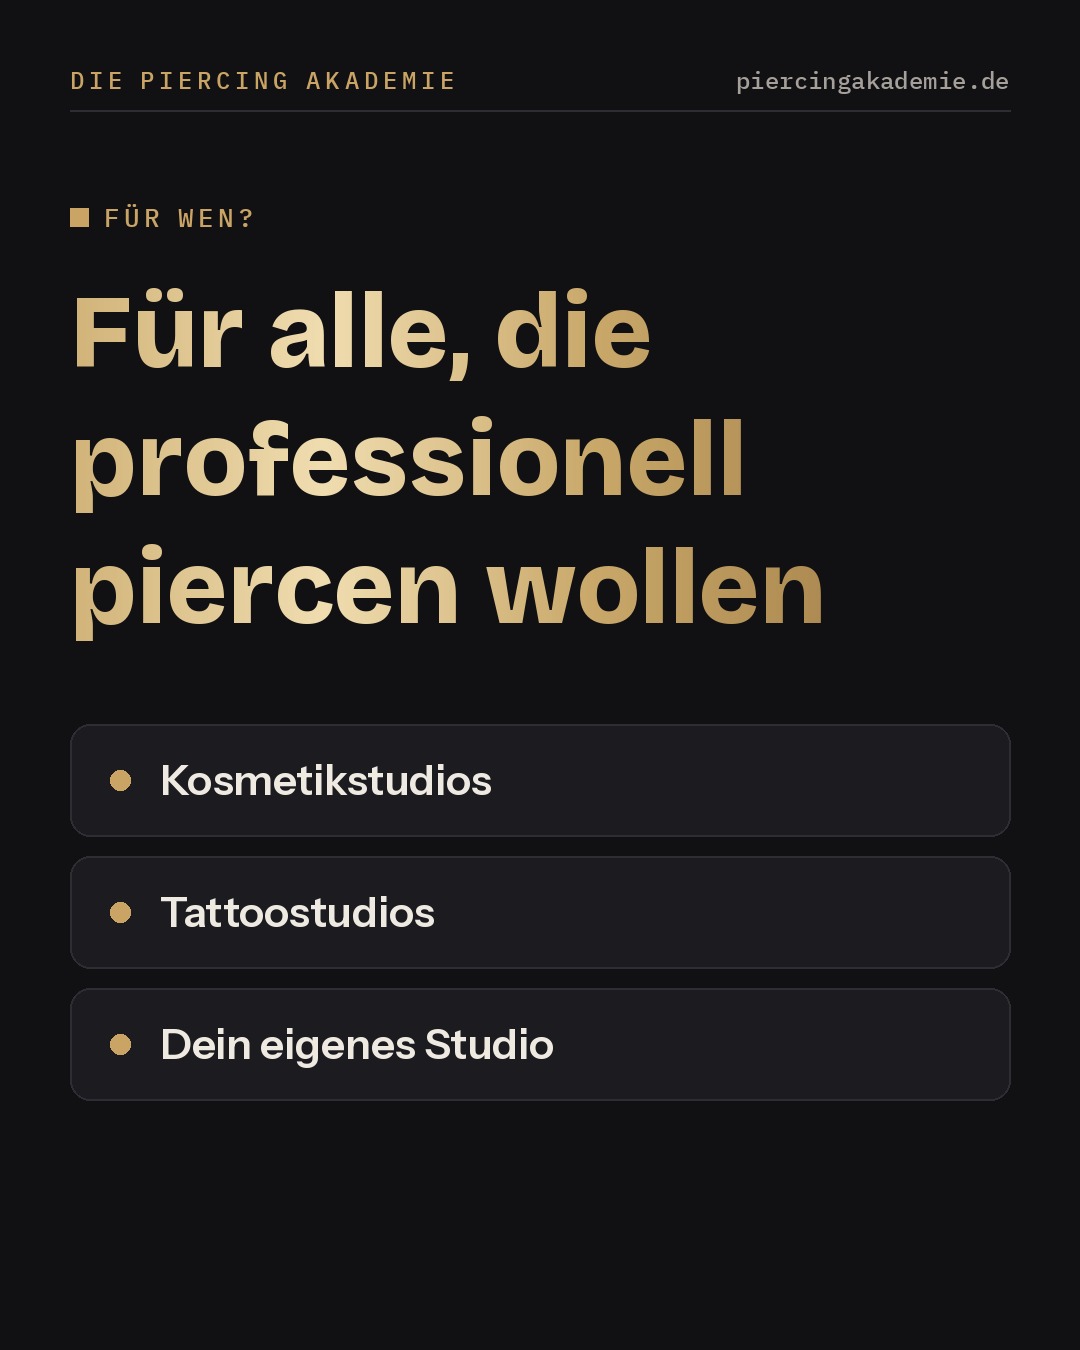 DIE PIERCING AKADEMIE
piercingakademie.de
FÜR WEN?
Für alle, die
professionell
piercen wollen
Kosmetikstudios
Tattoostudios
Dein eigenes Studio